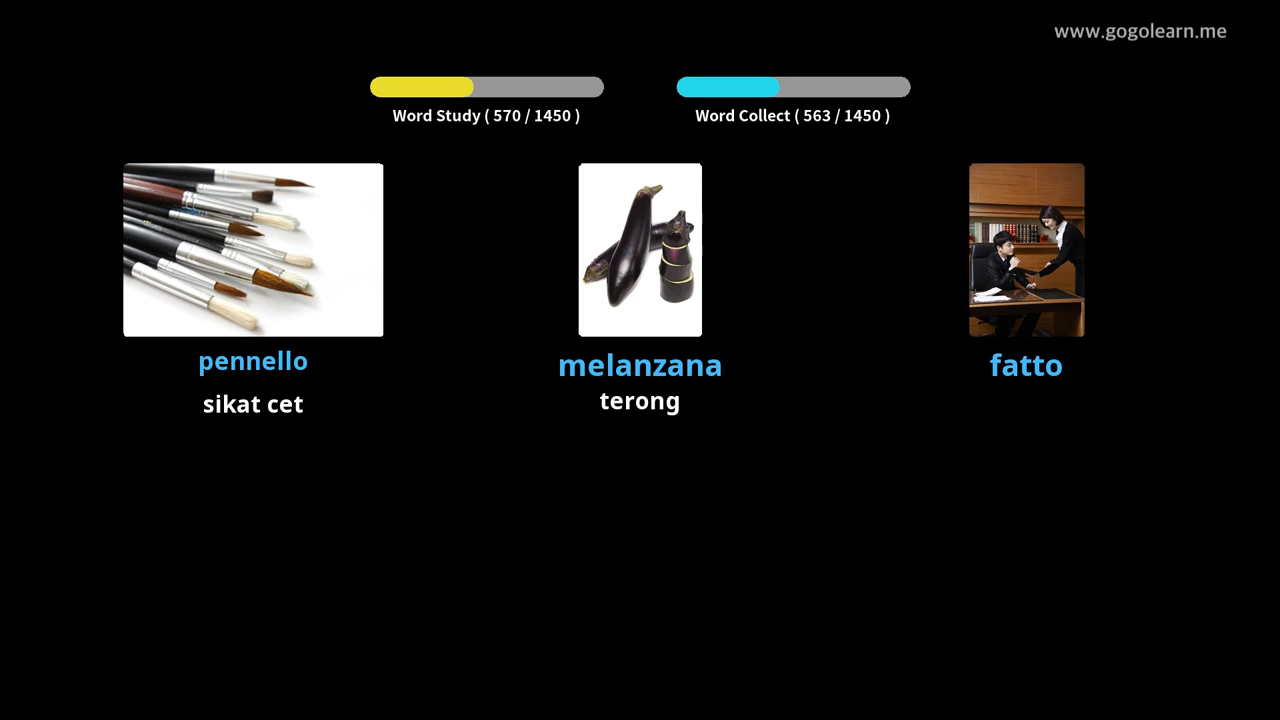 www.gogolearn.me
Word Study ( 570 / 1450 )
Word Collect ( 563 / 1450 )
pennello
melanzana
fatto
sikat cet
terong